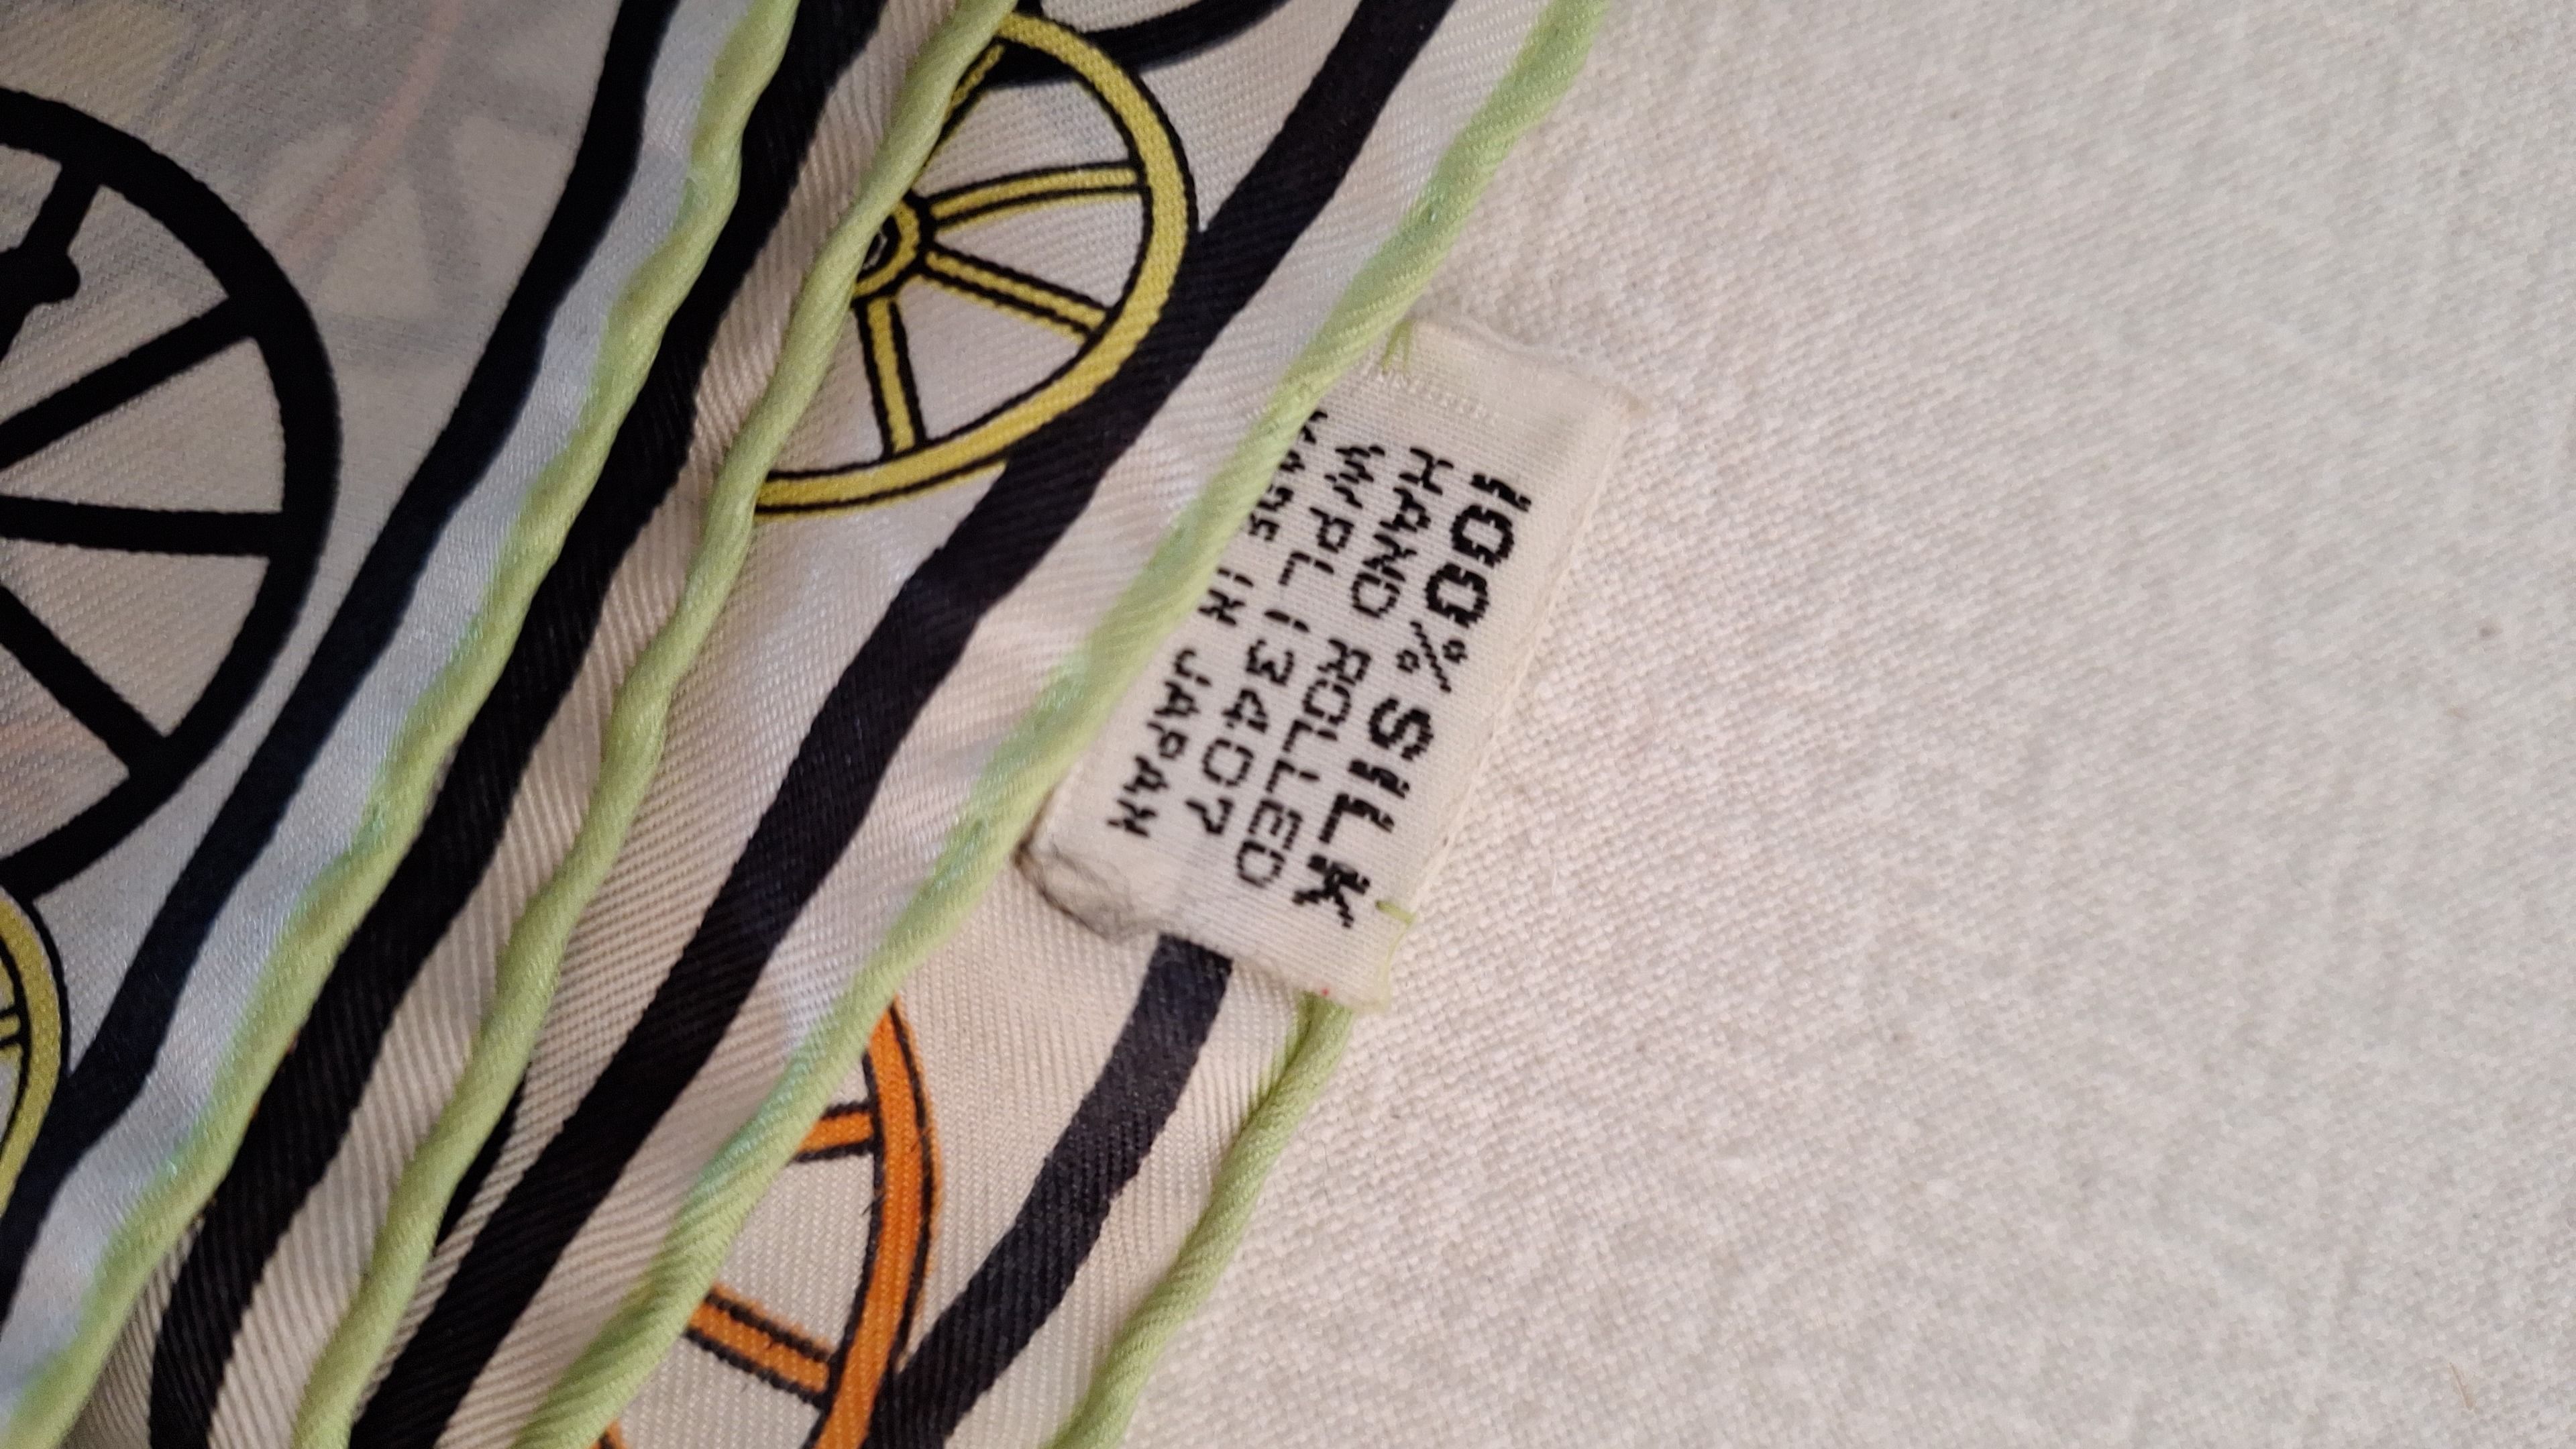 100% SILK
HAND ROLLED
WPL 13407
MADE IN JAPAN